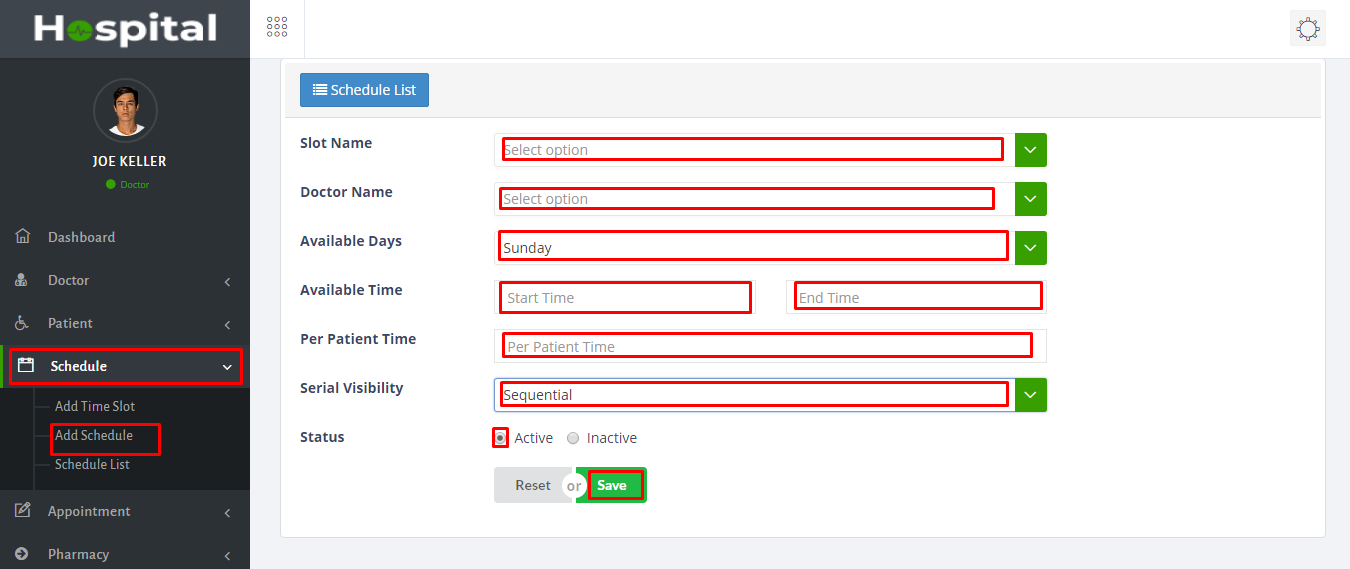 Hospital
JOE KELLER
Doctor
Dashboard
Doctor
Patient
Schedule
Add Time Slot
Add Schedule
Schedule List
Appointment
Pharmacy
Schedule List
Slot Name
Select option
Doctor Name
Select option
Available Days
Sunday
Available Time
Start Time
End Time
Per Patient Time
Per Patient Time
Serial Visibility
Sequential
Status
Active
Inactive
Reset or Save